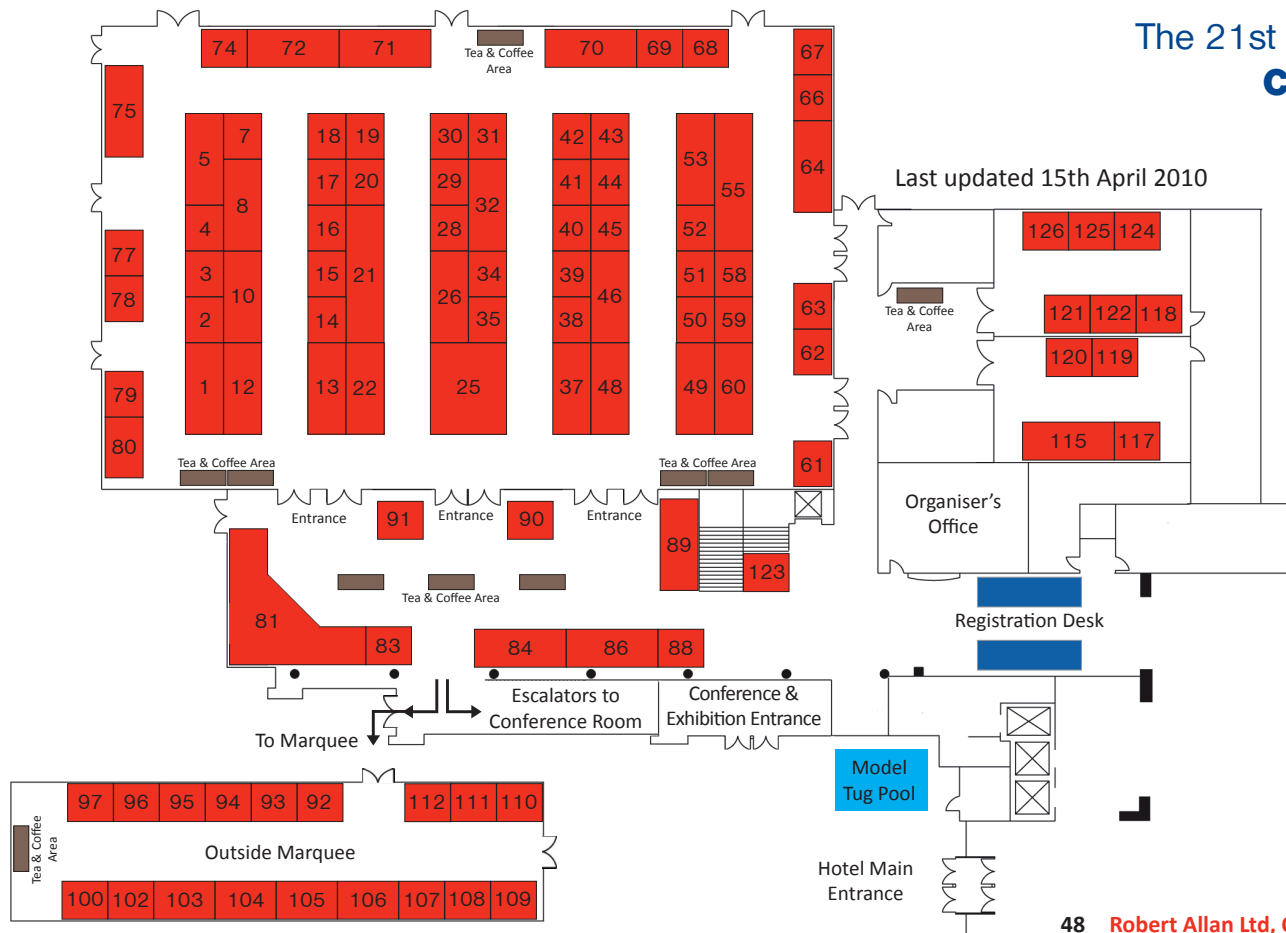 The 21st
c
74 72 71
Tea & Coffee
Area
70 69 68
67
66
64
75
77
78
79
80
5 7
8
4
3
10
2
1 12
18 19
17 20
16
21
15
14
13 22
30 31
29
32
28
34
26
35
25
42 43
41 44
40 45
39
46
38
37 48
53
55
52
51 58
50 59
49 60
63
62
61
Tea & Coffee Area
Tea & Coffee Area
Last updated 15th April 2010
126 125 124
Tea & Coffee
Area
121 122 118
120 119
115 117
Organiser's
Office
Entrance
91
Entrance
90
Entrance
89
123
Tea & Coffee Area
81
83
84 86 88
Registration Desk
Escalators to
Conference Room
Conference &
Exhibition Entrance
To Marquee
Model
Tug Pool
97 96 95 94 93 92
112 111 110
Tea & Coffee
Area
Outside Marquee
100 102 103 104 105 106 107 108 109
Hotel Main
Entrance
48 Robert Allan Ltd,